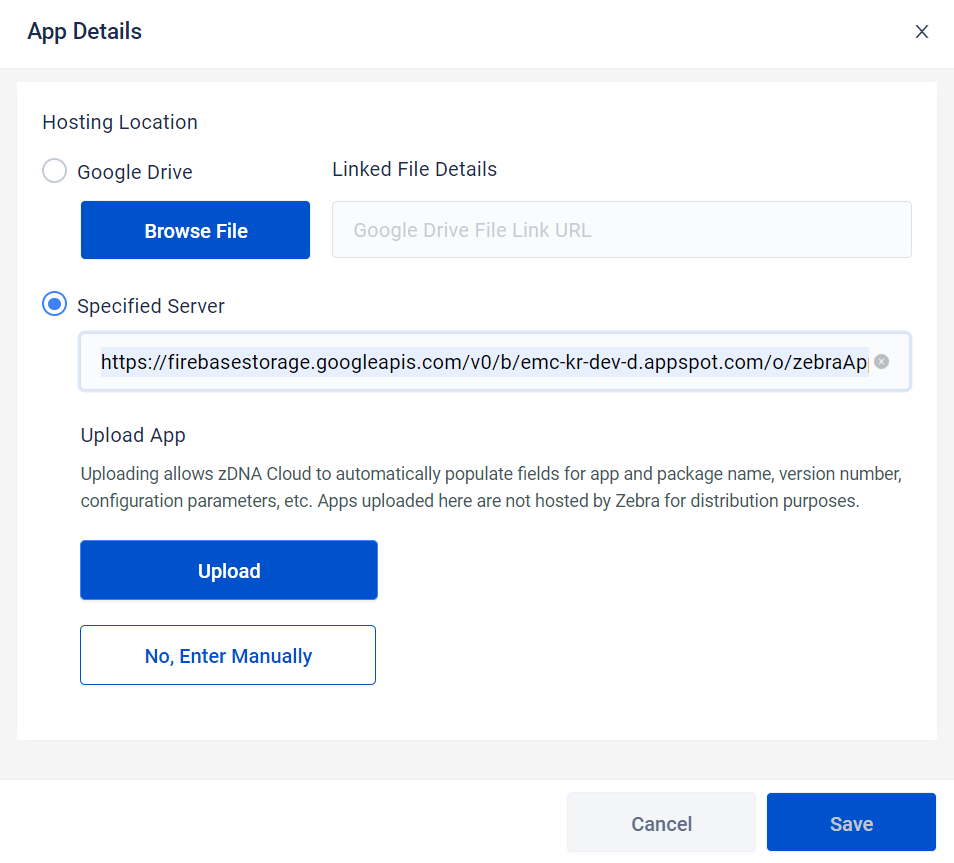 App Details
Hosting Location
Google Drive
Linked File Details
Browse File
Google Drive File Link URL
Specified Server
https://firebasestorage.googleapis.com/v0/b/emc-kr-dev-d.appspot.com/o/zebraAp
Upload App
Uploading allows zDNA Cloud to automatically populate fields for app and package name, version number,
configuration parameters, etc. Apps uploaded here are not hosted by Zebra for distribution purposes.
Upload
No, Enter Manually
Cancel
Save